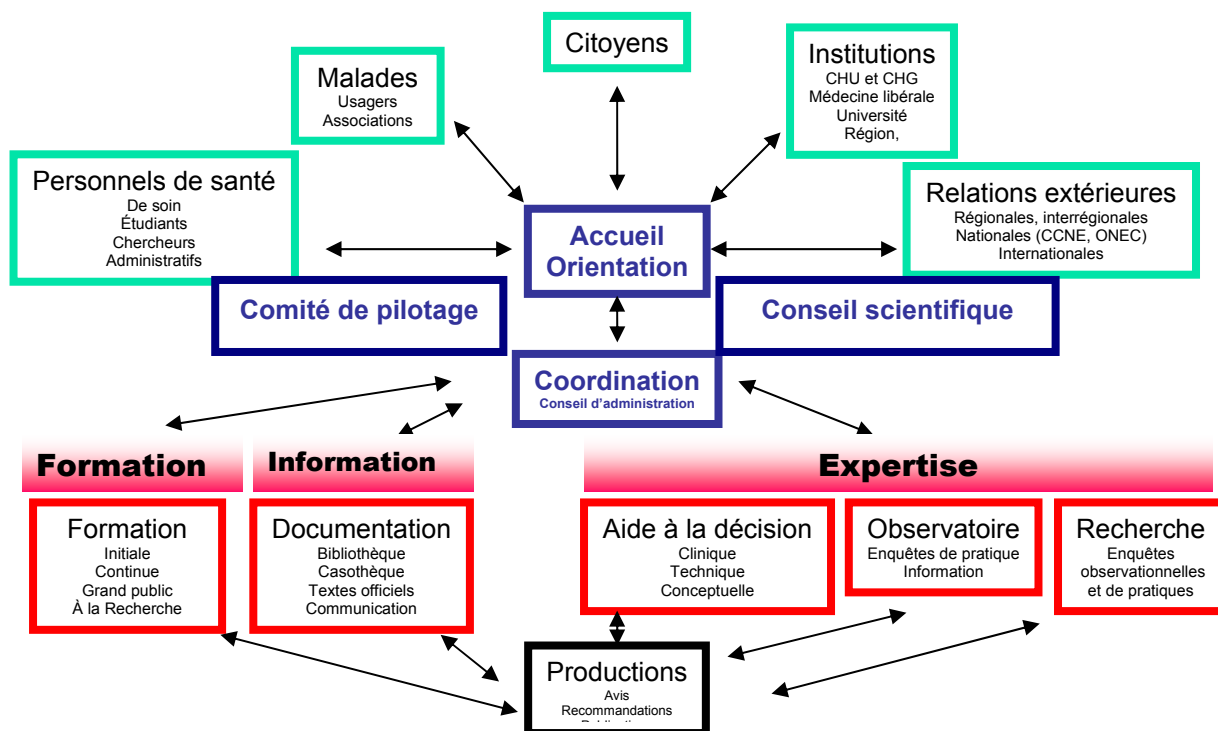 Citoyens
Malades
Usagers
Associations
Institutions
CHU et CHG
Médecine libérale
Université
Région,
Personnels de santé
De soin
Étudiants
Chercheurs
Administratifs
Accueil
Orientation
Relations extérieures
Régionales, interrégionales
Nationales (CCNE, ONEC)
Internationales
Comité de pilotage
Conseil scientifique
Coordination
Conseil d'administration
Formation
Information
Expertise
Formation
Initiale
Continue
Grand public
À la Recherche
Documentation
Bibliothèque
Casothèque
Textes officiels
Communication
Aide à la décision
Clinique
Technique
Conceptuelle
Observatoire
Enquêtes de pratique
Information
Recherche
Enquêtes
observationnelles
et de pratiques
Productions
Avis
Recommandations